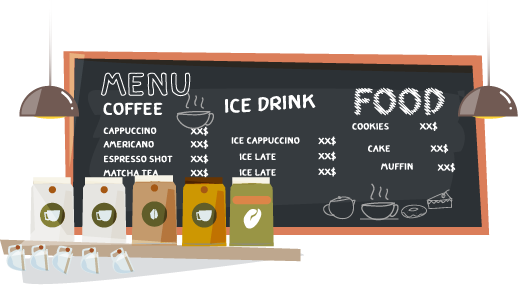 MENU
COFFEE
CAPPUCCINO XX$
AMERICANO XX$
ESPRESSO SHOT XX$
MATCHA TEA XX$
ICE DRINK
ICE CAPPUCCINO XX$
ICE LATE XX$
ICE LATE XX$
FOOD
COOKIES XX$
CAKE XX$
MUFFIN XX$